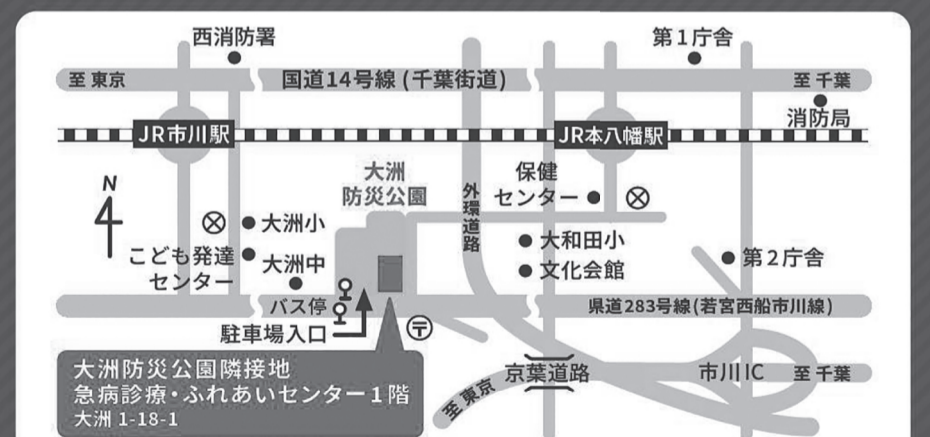 西消防署
第1庁舎
至 東京
国道14号線 (千葉街道)
至 千葉
消防局
JR市川駅
JR本八幡駅
大洲
防災公園
保健
センター
N
外環道路
大洲小
大和田小
こども発達
センター
大洲中
文化会館
第2庁舎
バス停
県道283号線(若宮西船市川線)
駐車場入口
〒
大洲防災公園隣接地
急病診療・ふれあいセンター1階
大洲 1-18-1
京葉道路
市川IC
至 千葉
至 東京